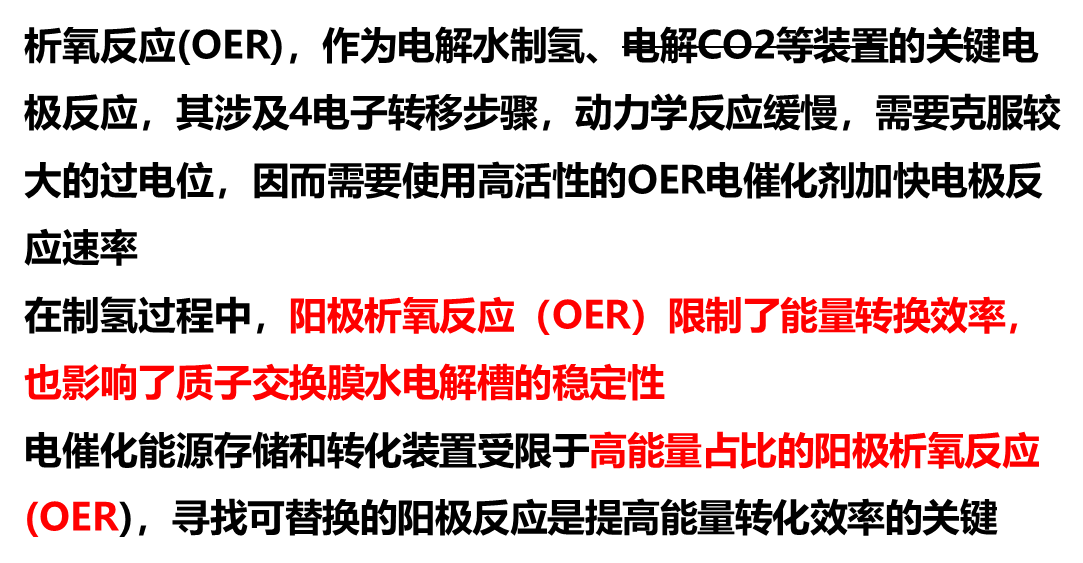 析氧反应(OER)，作为电解水制氢、电解CO2等装置的关键电
极反应，其涉及4电子转移步骤，动力学反应缓慢，需要克服较
大的过电位，因而需要使用高活性的OER电催化剂加快电极反
应速率
在制氢过程中，阳极析氧反应（OER）限制了能量转换效率，
也影响了质子交换膜水电解槽的稳定性
电催化能源存储和转化装置受限于高能量占比的阳极析氧反应
(OER)，寻找可替换的阳极反应是提高能量转化效率的关键